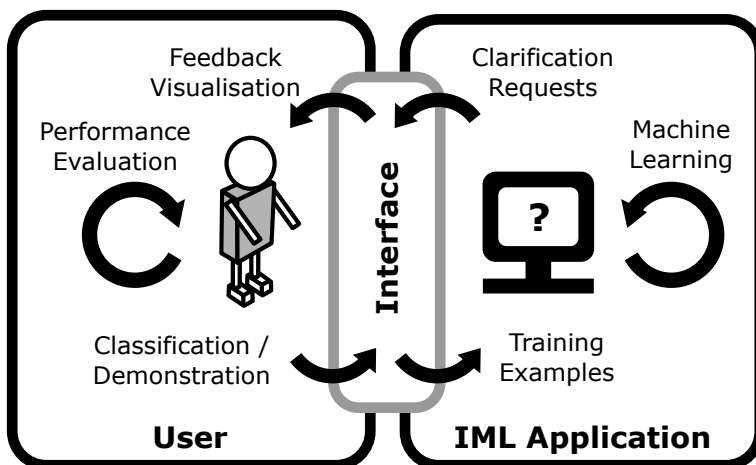 Feedback
Visualisation
Clarification
Requests
Performance
Evaluation
Machine
Learning
Interface
?
Classification /
Demonstration
Training
Examples
User
IML Application